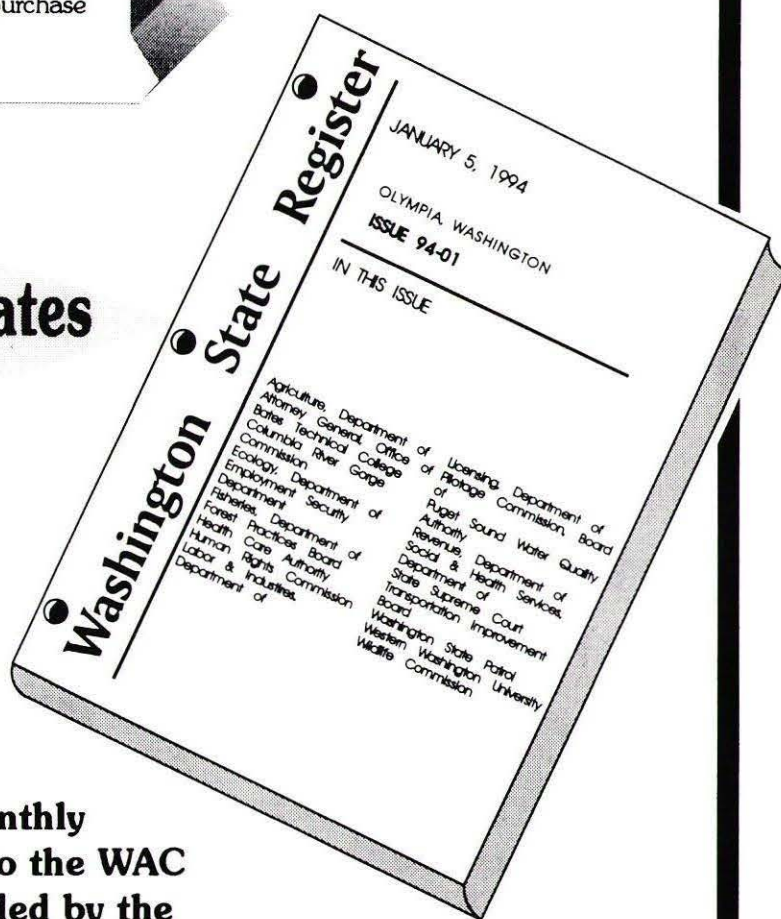 urchase
Washington State Register
JANUARY 5, 1994
OLYMPIA, WASHINGTON
ISSUE 94-01
IN THIS ISSUE
Agriculture, Department of
Attorney General, Office of
Bates Technical College
Columbia River Gorge
Commission
Ecology, Department of
Employment Security
Department
Fisheries, Department of
Forest Practices Board
Health Care Authority
Human Rights Commission
Labor & Industries,
Department of
Licensing, Department of
Pilotage Commission, Board
of
Puget Sound Water Quality
Authority
Revenue, Department of
Social & Health Services,
Department of
State Supreme Court
Transportation Improvement
Board
Washington State Patrol
Western Washington University
Wildlife Commission
ates
nthly
o the WAC
led by the